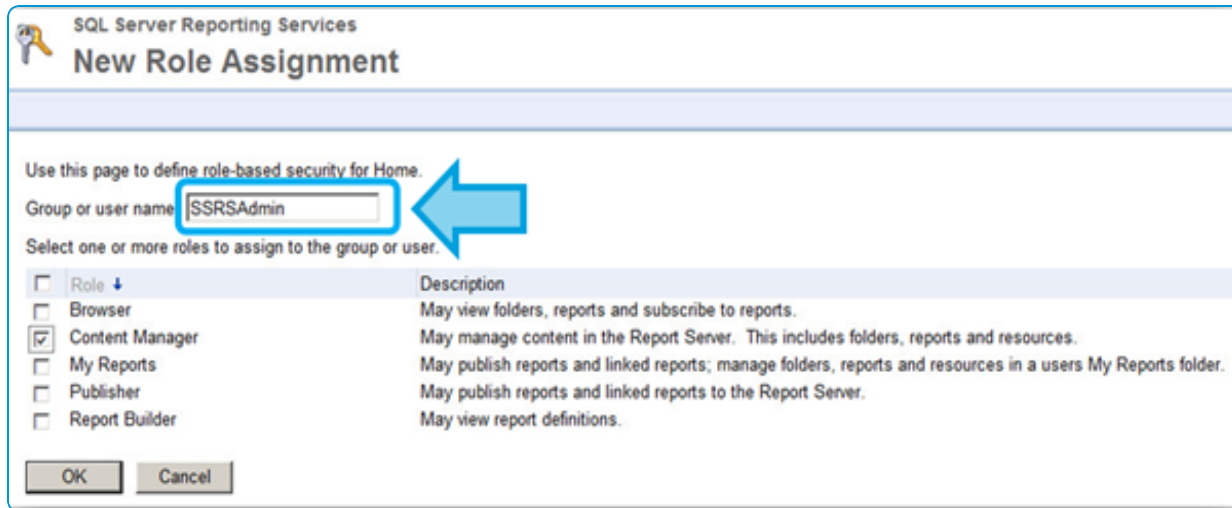 SQL Server Reporting Services
New Role Assignment
Use this page to define role-based security for Home.
Group or user name: SSRSAdmin
Select one or more roles to assign to the group or user.
Role Description
Browser May view folders, reports and subscribe to reports.
Content Manager May manage content in the Report Server. This includes folders, reports and resources.
My Reports May publish reports and linked reports; manage folders, reports and resources in a users My Reports folder.
Publisher May publish reports and linked reports to the Report Server.
Report Builder May view report definitions.
OK Cancel